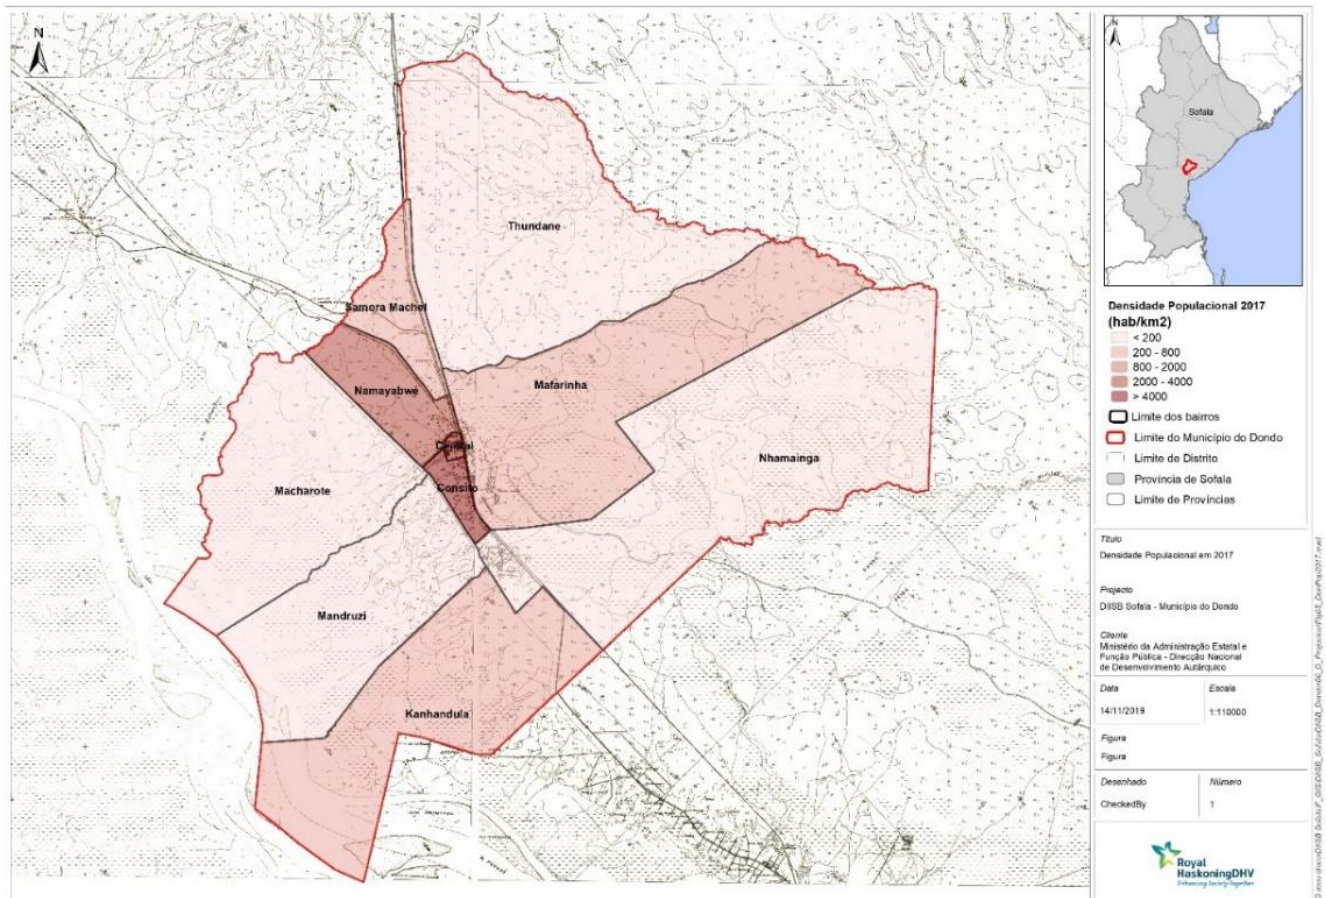 N
Thundane
Samora Machel
Namayabwe
Mafarinha
Central
Consito
Nhamainga
Macharote
Mandruzi
Kanhandula
N
Sofala
Densidade Populacional 2017
(hab/km2)
< 200
200 - 800
800 - 2000
2000 - 4000
> 4000
Limite dos bairros
Limite do Município do Dondo
Limite de Distrito
Província de Sofala
Limite de Províncias
Título
Densidade Populacional em 2017
Projecto
DIISB Sofala - Município do Dondo
Cliente
Ministério da Administração Estatal e
Função Pública - Direcção Nacional
de Desenvolvimento Autárquico
Data
14/11/2019
Escala
1:110000
Figura
Figura
Desenhado
CheckedBy
Número
1
Royal
HaskoningDHV
Enhancing Society Together